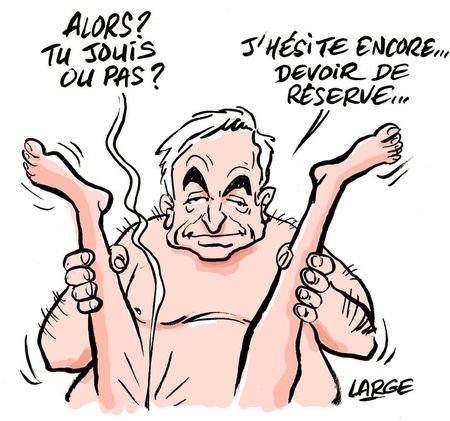 ALORS?
TU JOUIS
OU PAS?
J'HÉSITE ENCORE...
DEVOIR DE
RÉSERVE...
LARGE